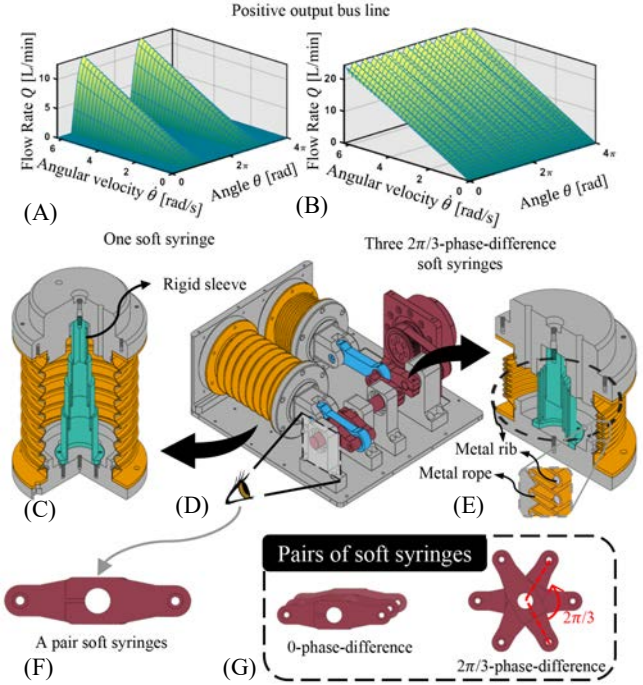 Positive output bus line
Flow Rate Q [L/min]
10
5
0
6
4
2
0
0
2π
4π
Angular velocity θ̇ [rad/s]
Angle θ [rad]
(A)
Flow Rate Q [L/min]
20
10
0
6
4
2
0
0
2π
4π
Angular velocity θ̇ [rad/s]
Angle θ [rad]
(B)
One soft syringe
Three 2π/3-phase-difference
soft syringes
Rigid sleeve
Metal rib
Metal rope
(C)
(D)
(E)
Pairs of soft syringes
2π/3
A pair soft syringes
0-phase-difference
2π/3-phase-difference
(F)
(G)